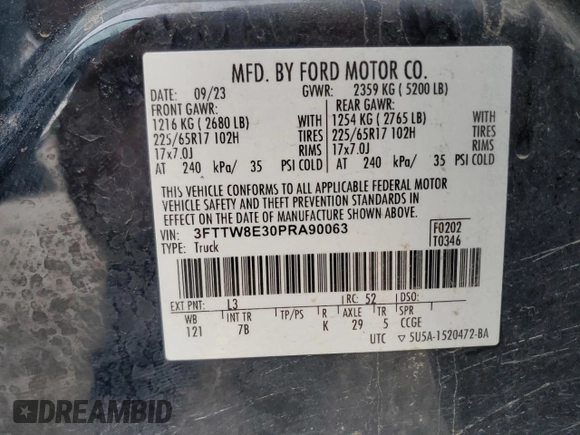 MFD. BY FORD MOTOR CO.
DATE: 09/23 GVWR: 2359 KG ( 5200 LB)
FRONT GAWR: REAR GAWR:
1216 KG ( 2680 LB) WITH 1254 KG ( 2765 LB) WITH
225/65R17 102H TIRES 225/65R17 102H TIRES
17x7.0J RIMS 17x7.0J RIMS
AT 240 kPa/ 35 PSI COLD AT 240 kPa/ 35 PSI COLD
THIS VEHICLE CONFORMS TO ALL APPLICABLE FEDERAL MOTOR
VEHICLE SAFETY AND THEFT PREVENTION STANDARDS IN
EFFECT ON THE DATE OF MANUFACTURE SHOWN ABOVE.
VIN: 3FTTW8E30PRA90063 F0202
TYPE: Truck T0346
EXT PNT: L3 RC: 52 DSO:
WB INT TR TP/PS R AXLE TR SPR
121 7B K 29 5 CCGE
UTC ▽ 5U5A-1520472-BA
DREAMBID